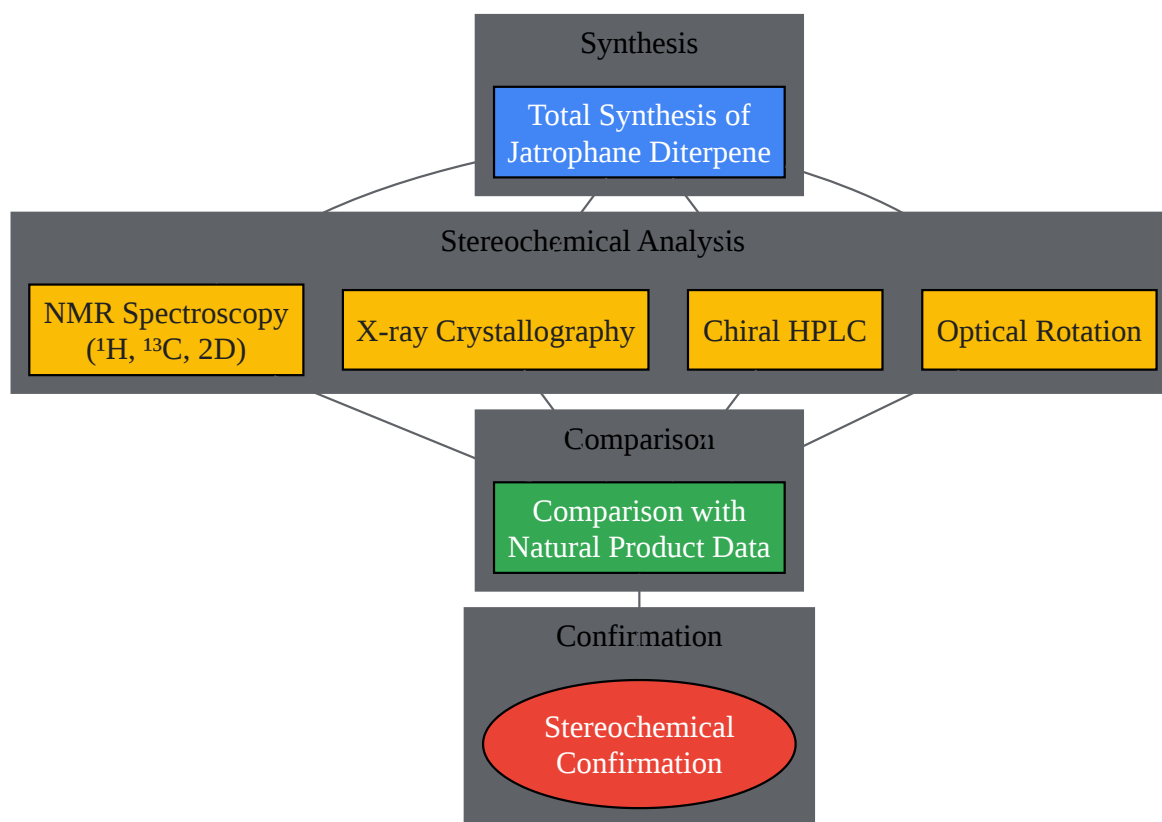 Synthesis
Total Synthesis of
Jatrophane Diterpene
Stereochemical Analysis
NMR Spectroscopy
(¹H, ¹³C, 2D)
X-ray Crystallography
Chiral HPLC
Optical Rotation
Comparison
Comparison with
Natural Product Data
Confirmation
Stereochemical
Confirmation